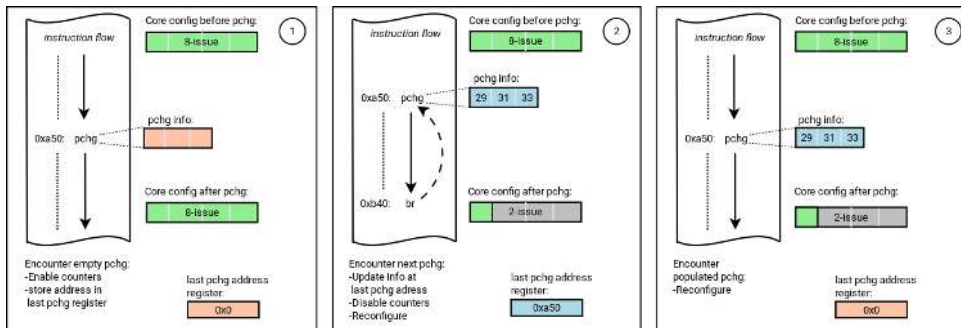 1
Core config before pchg:
instruction flow
8-issue
pchg info:
0xa50: pchg
Core config after pchg:
8-issue
Encounter empty pchg:
-Enable counters
-store address in
last pchg register
last pchg address
register:
0x0
2
Core config before pchg:
instruction flow
8-issue
pchg info:
0xa50: pchg
29 31 33
Core config after pchg:
0xb40: br
2-issue
Encounter next pchg:
-Update info at
last pchg adress
-Disable counters
-Reconfigure
last pchg address
register:
0xa50
3
Core config before pchg:
instruction flow
8-issue
pchg info:
0xa50: pchg
29 31 33
Core config after pchg:
2-issue
Encounter
populated pchg:
-Reconfigure
last pchg address
register:
0x0